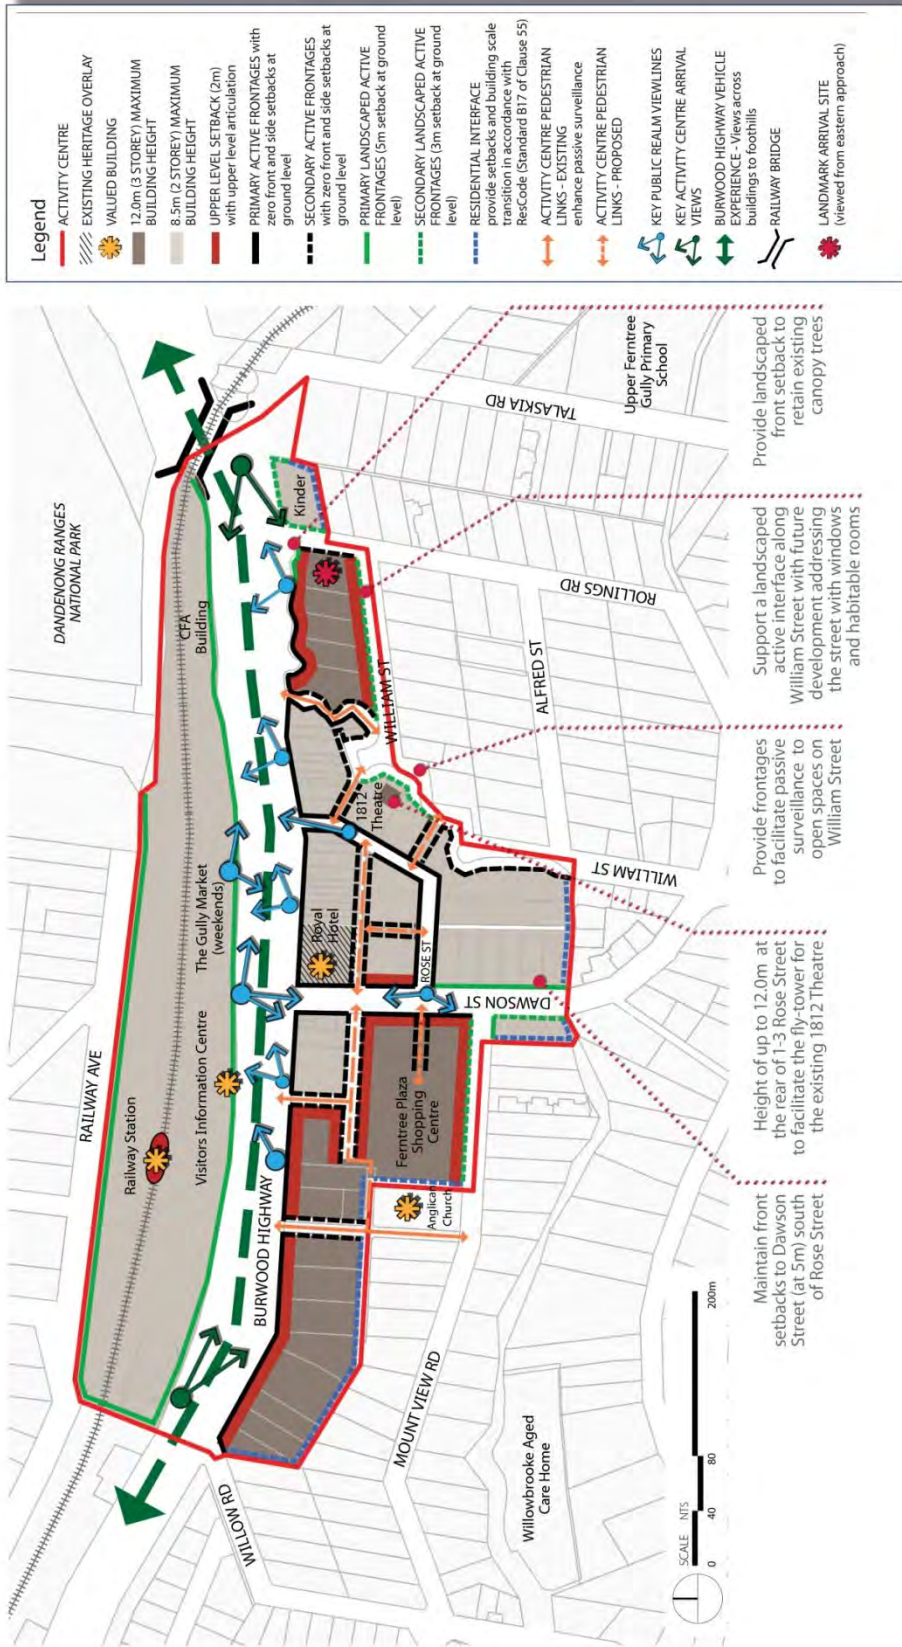 Legend
ACTIVITY CENTRE
EXISTING HERITAGE OVERLAY
VALUED BUILDING
12.0m (3 STOREY) MAXIMUM
BUILDING HEIGHT
8.5m (2 STOREY) MAXIMUM
BUILDING HEIGHT
UPPER LEVEL SETBACK (2m)
with upper level articulation
PRIMARY ACTIVE FRONTAGES with
zero front and side setbacks at
ground level
SECONDARY ACTIVE FRONTAGES
with zero front and side setbacks at
ground level
PRIMARY LANDSCAPED ACTIVE
FRONTAGES (5m setback at ground
level)
SECONDARY LANDSCAPED ACTIVE
FRONTAGES (3m setback at ground
level)
RESIDENTIAL INTERFACE
provide setbacks and building scale
transition in accordance with
ResCode (Standard B17 of Clause 55)
ACTIVITY CENTRE PEDESTRIAN
LINKS - EXISTING
enhance passive surveillance
ACTIVITY CENTRE PEDESTRIAN
LINKS - PROPOSED
KEY PUBLIC REALM VIEWLINES
KEY ACTIVITY CENTRE ARRIVAL
VIEWS
BURWOOD HIGHWAY VEHICLE
EXPERIENCE - Views across
buildings to foothills
RAILWAY BRIDGE
LANDMARK ARRIVAL SITE
(viewed from eastern approach)
DANDENONG RANGES
NATIONAL PARK
RAILWAY AVE
Railway Station
Visitors Information Centre
The Gully Market
(weekends)
CFA
Building
BURWOOD HIGHWAY
Kinder
Royal
Hotel
1812
Theatre
WILLIAM ST
ROSE ST
DAWSON ST
Ferntree Plaza
Shopping
Centre
Anglican
Church
WILLOW RD
MOUNT VIEW RD
WILLIAM ST
ALFRED ST
ROLLINGS RD
TALASKIA RD
Upper Ferntree
Gully Primary
School
Willowbrooke Aged
Care Home
SCALE NTS
0 40 80 200m
Maintain front
setbacks to Dawson
Street (at 5m) south
of Rose Street
Height of up to 12.0m at
the rear of 1-3 Rose Street
to facilitate the fly-tower for
the existing 1812 Theatre
Provide frontages
to facilitate passive
surveillance to
open spaces on
William Street
Support a landscaped
active interface along
William Street with future
development addressing
the street with windows
and habitable rooms
Provide landscaped
front setback to
retain existing
canopy trees